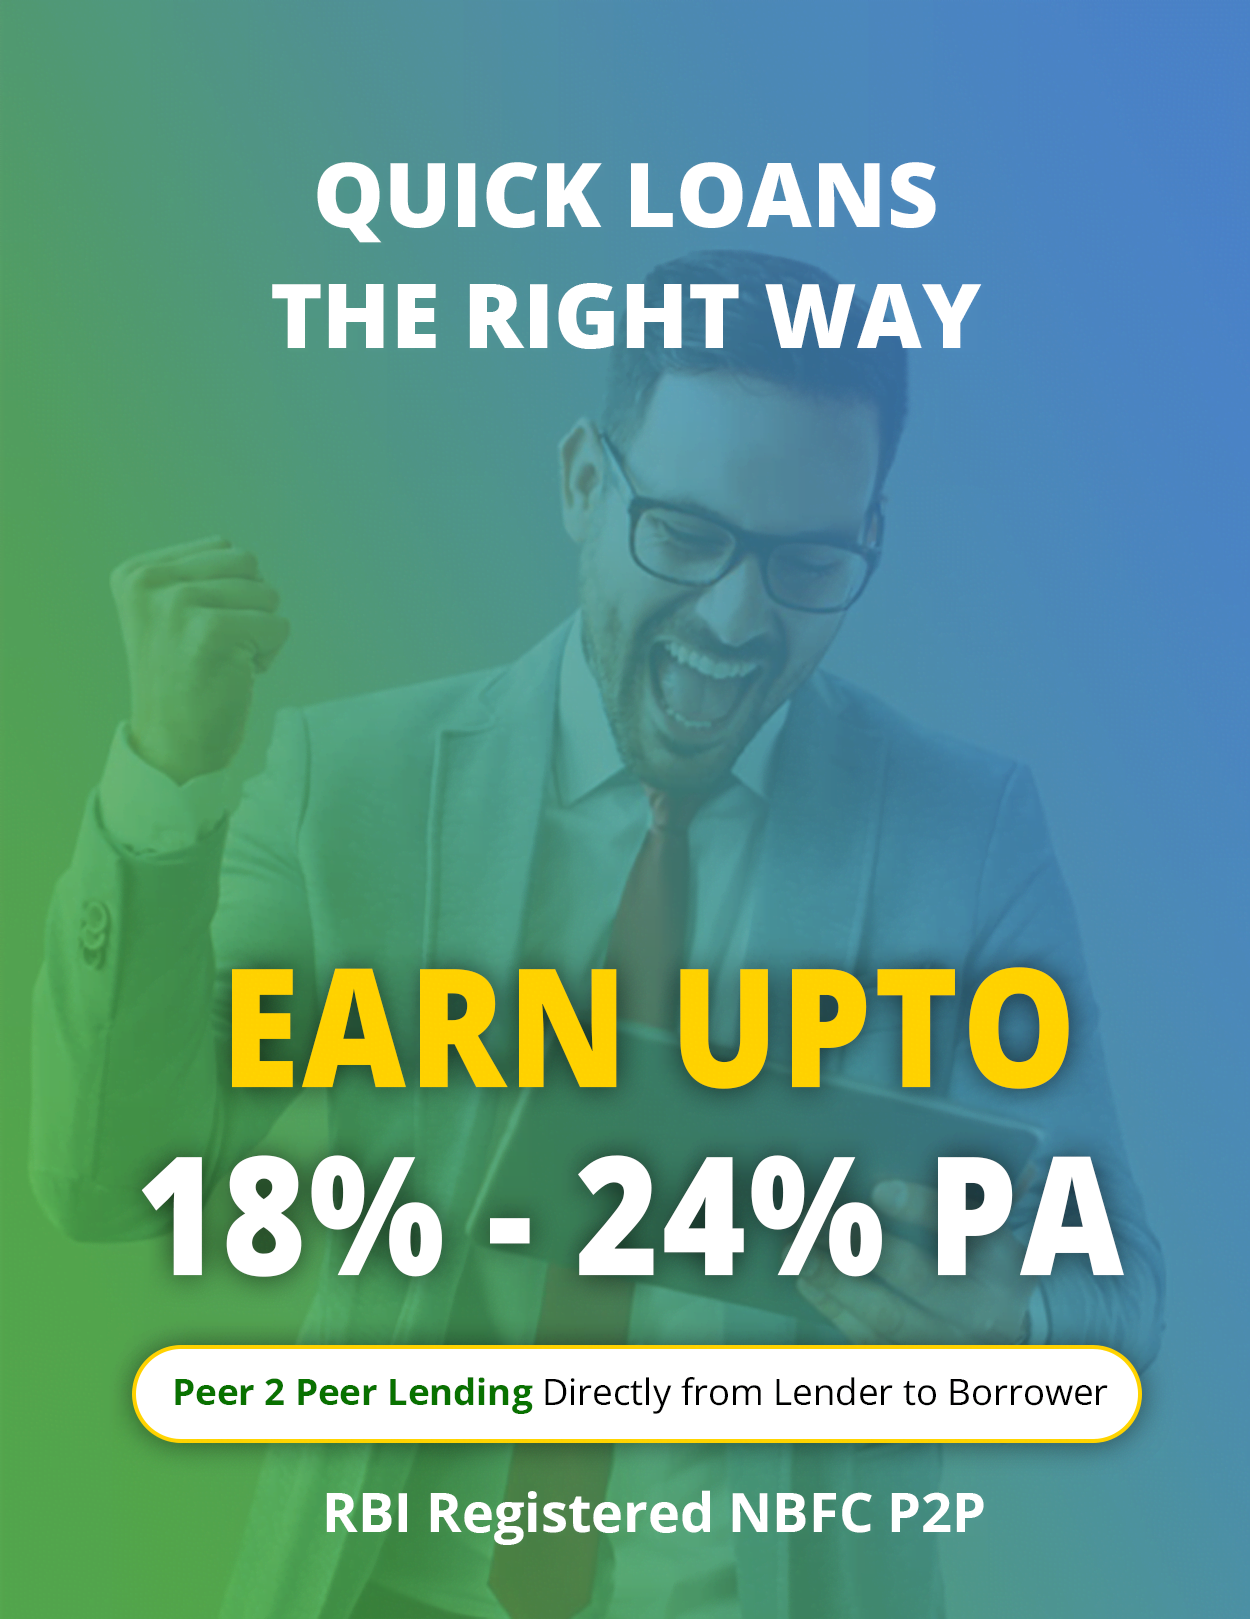 QUICK LOANS
THE RIGHT WAY
EARN UPTO
18% - 24% PA
Peer 2 Peer Lending Directly from Lender to Borrower
RBI Registered NBFC P2P